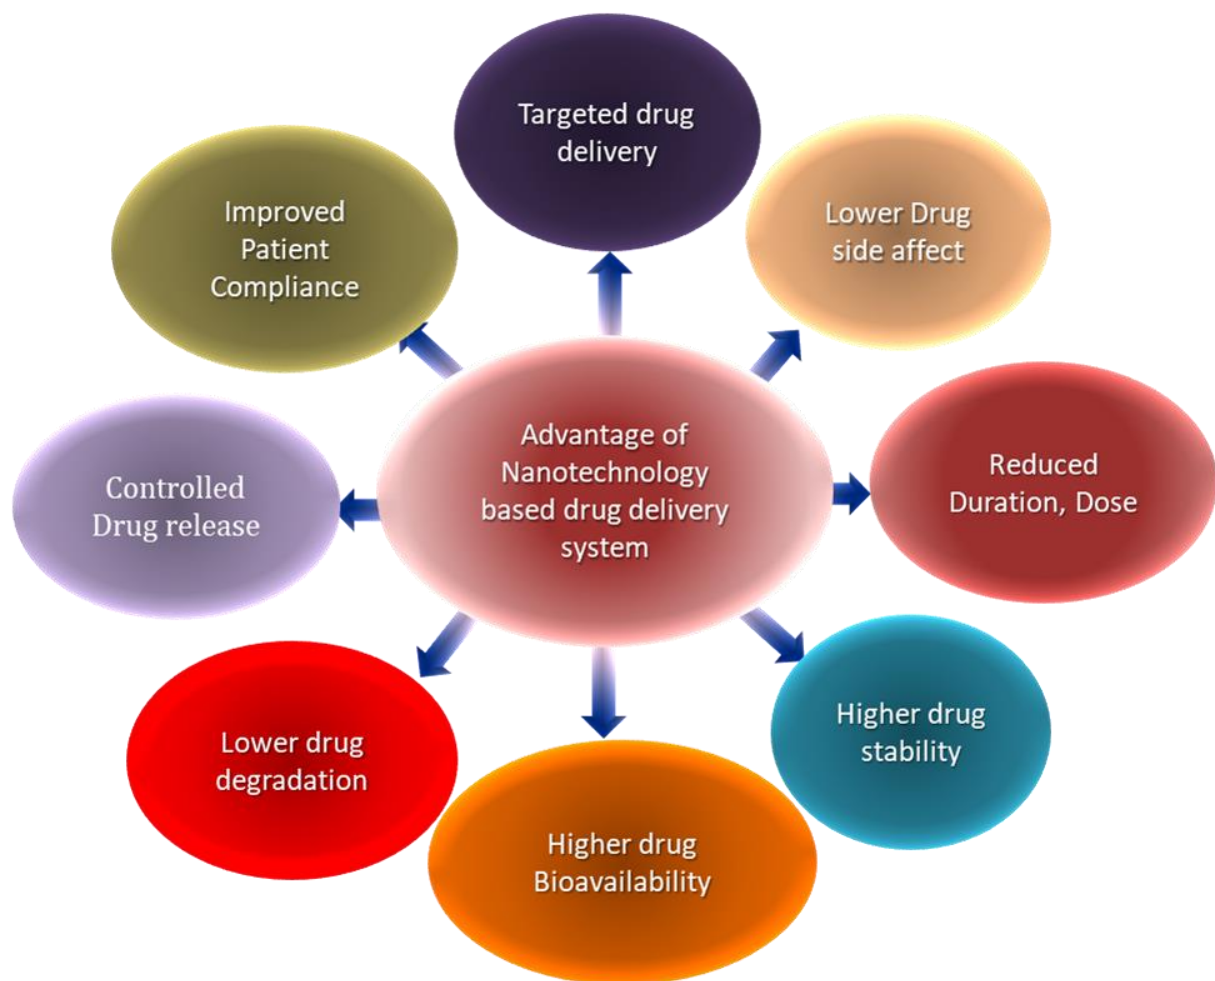 Targeted drug
delivery
Lower Drug
side affect
Improved
Patient
Compliance
Advantage of
Nanotechnology
based drug delivery
system
Reduced
Duration, Dose
Controlled
Drug release
Higher drug
stability
Lower drug
degradation
Higher drug
Bioavailability